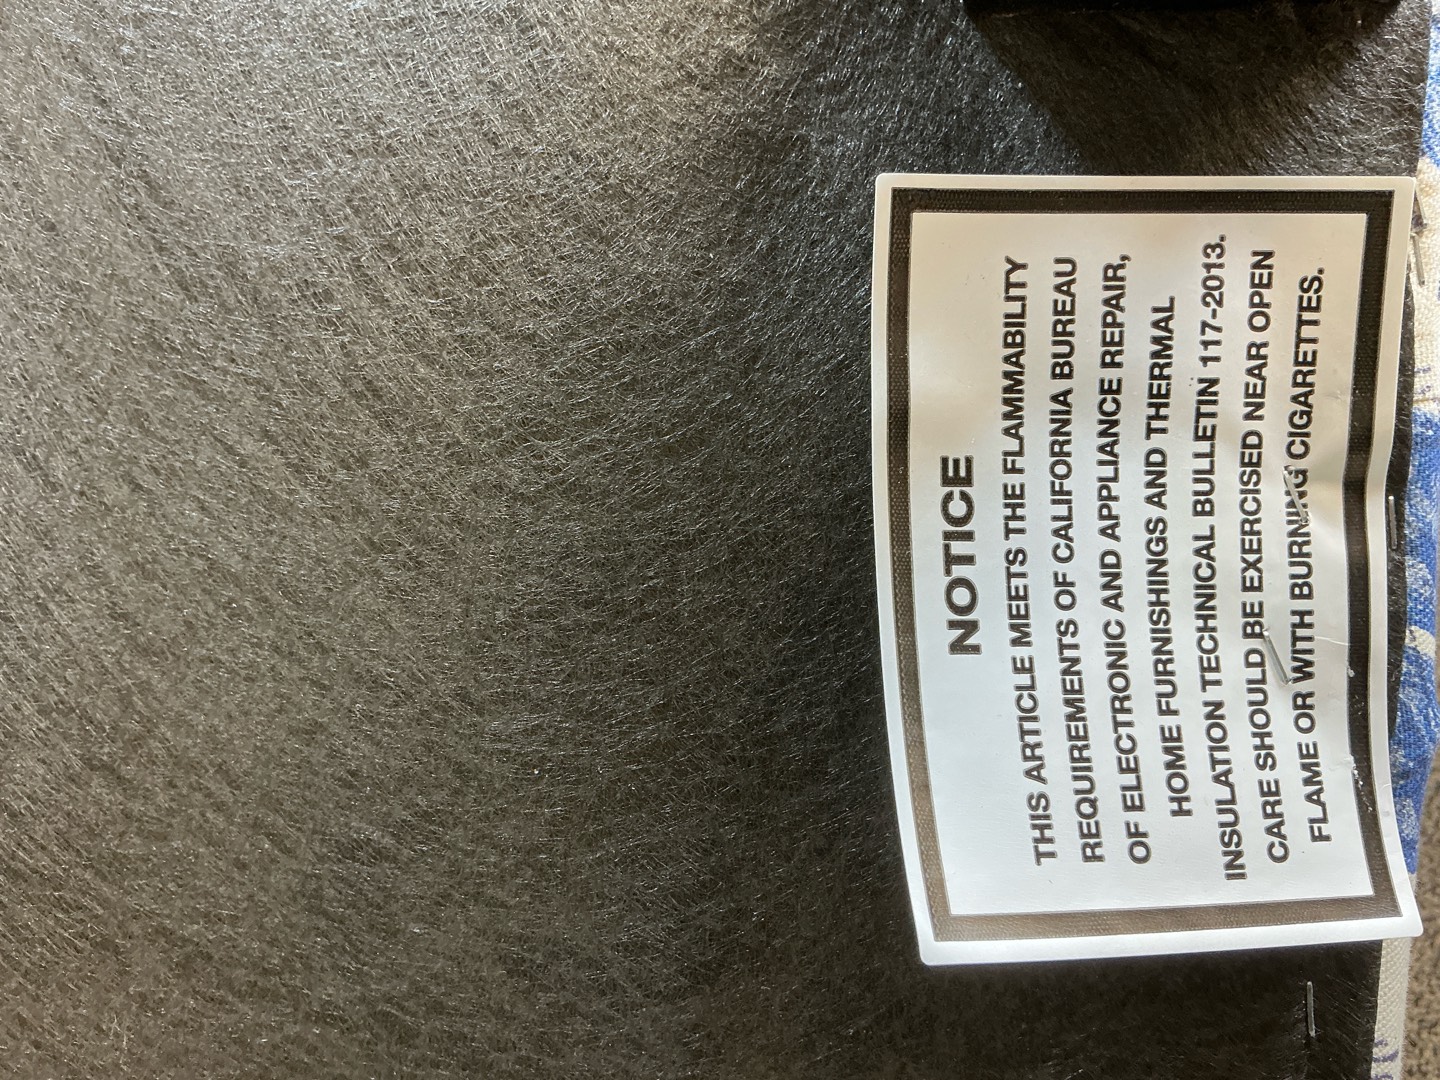 NOTICE
THIS ARTICLE MEETS THE FLAMMABILITY
REQUIREMENTS OF CALIFORNIA BUREAU
OF ELECTRONIC AND APPLIANCE REPAIR,
HOME FURNISHINGS AND THERMAL
INSULATION TECHNICAL BULLETIN 117-2013.
CARE SHOULD BE EXERCISED NEAR OPEN
FLAME OR WITH BURNING CIGARETTES.